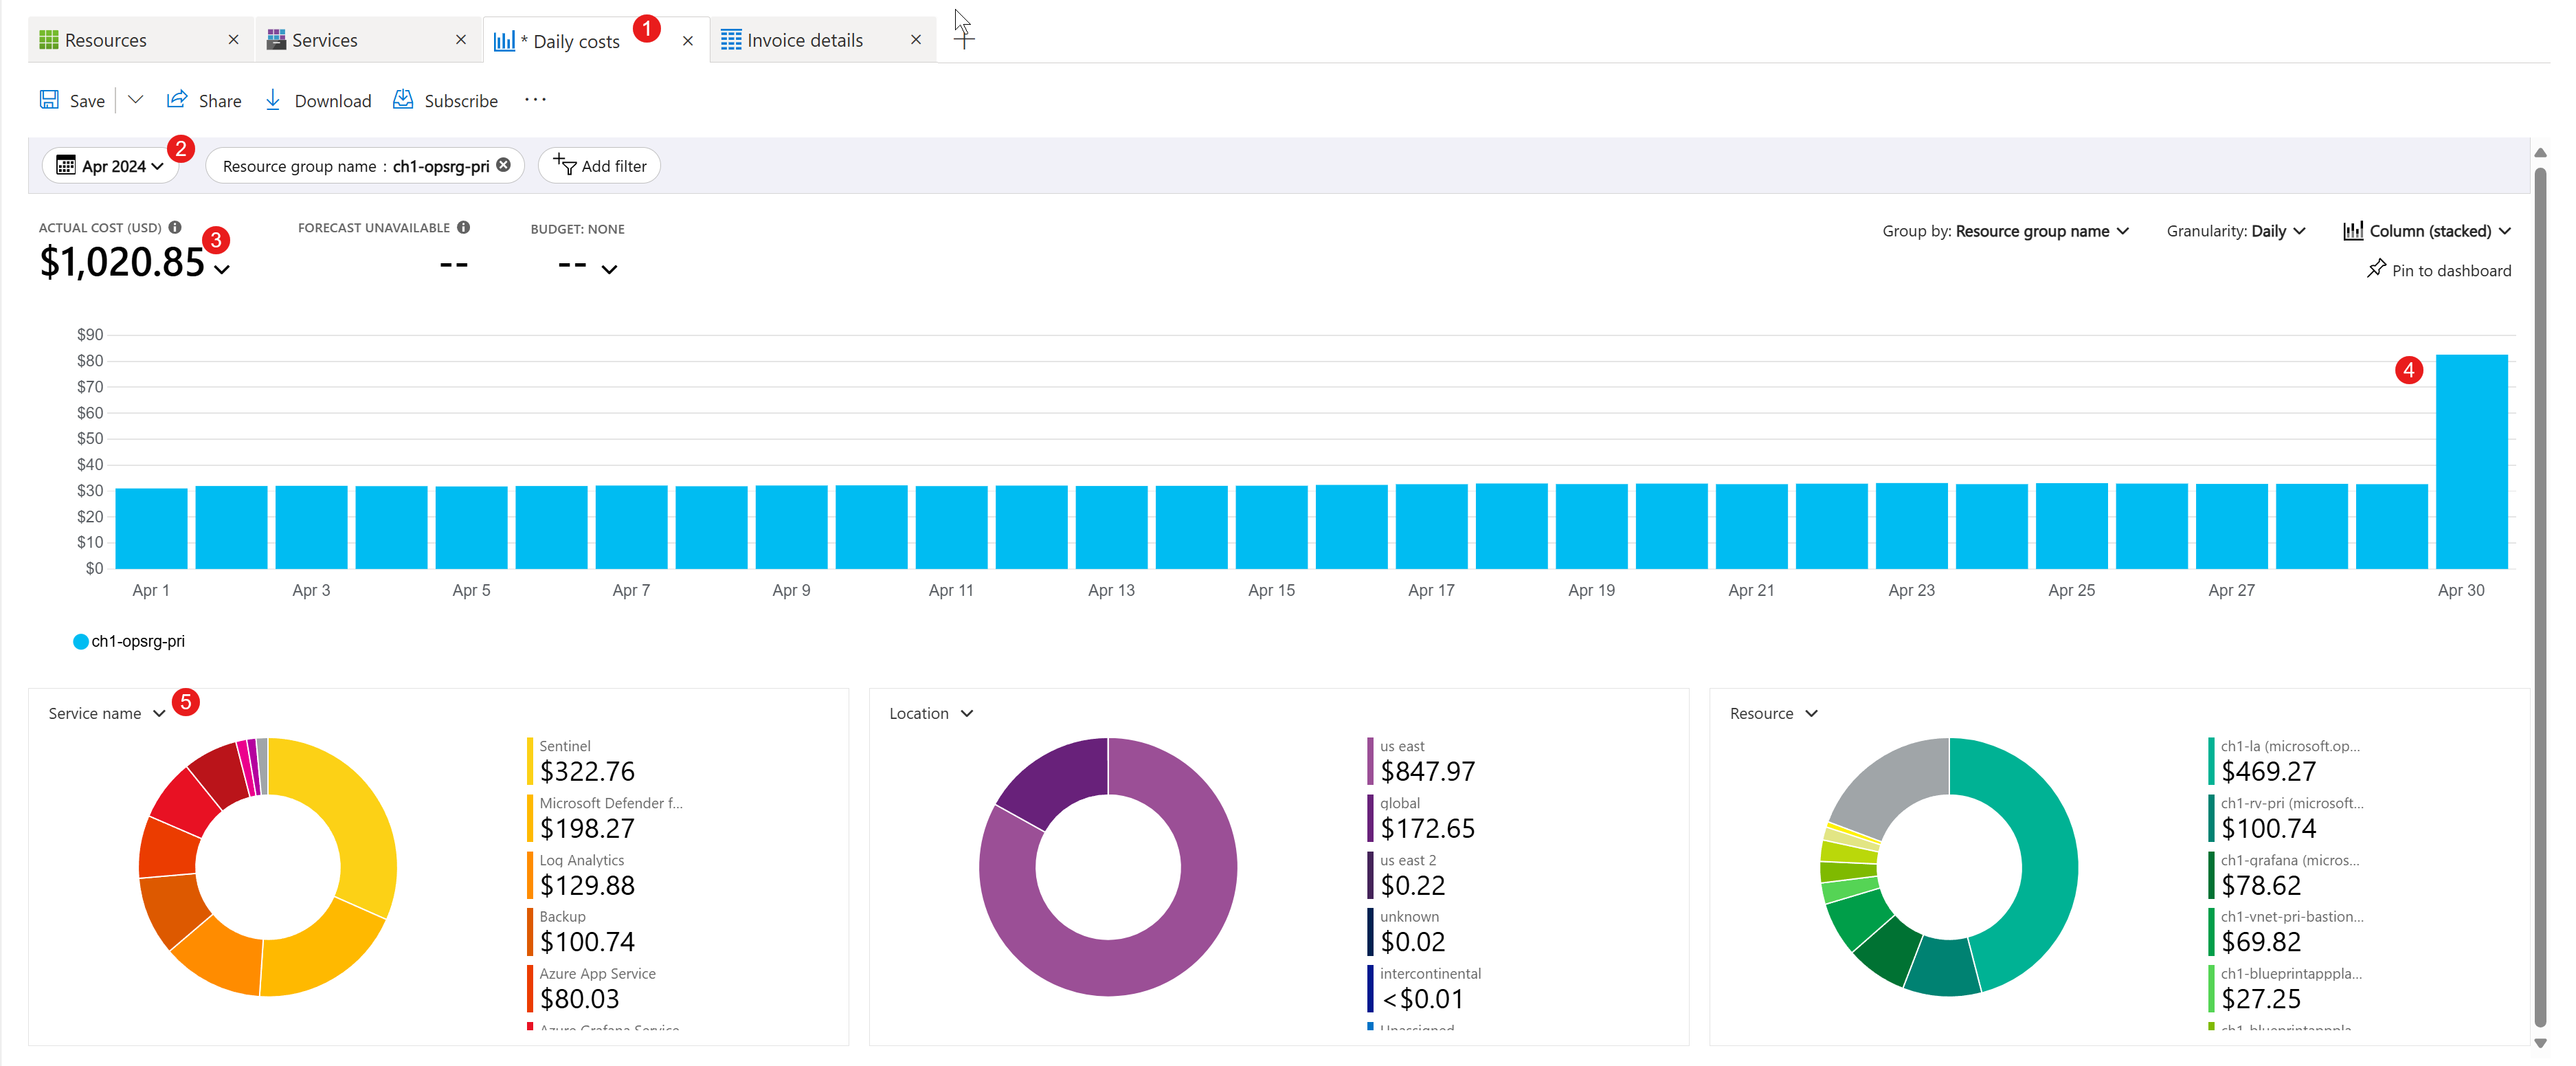 Resources
Services
* Daily costs
1
Invoice details
Save
Share
Download
Subscribe
Apr 2024
2
Resource group name : ch1-opsrg-pri
Add filter
ACTUAL COST (USD)
$1,020.85
3
FORECAST UNAVAILABLE
--
BUDGET: NONE
--
Group by: Resource group name
Granularity: Daily
Column (stacked)
Pin to dashboard
$90
$80
$70
$60
$50
$40
$30
$20
$10
$0
4
Apr 1
Apr 3
Apr 5
Apr 7
Apr 9
Apr 11
Apr 13
Apr 15
Apr 17
Apr 19
Apr 21
Apr 23
Apr 25
Apr 27
Apr 30
ch1-opsrg-pri
Service name
5
Sentinel
$322.76
Microsoft Defender f...
$198.27
Log Analytics
$129.88
Backup
$100.74
Azure App Service
$80.03
Azure Grafana Service
Location
us east
$847.97
global
$172.65
us east 2
$0.22
unknown
$0.02
intercontinental
<$0.01
Unassigned
Resource
ch1-la (microsoft.op...
$469.27
ch1-rv-pri (microsoft...
$100.74
ch1-grafana (micros...
$78.62
ch1-vnet-pri-bastion...
$69.82
ch1-blueprintapppla...
$27.25
ch1-blueprintapppla...